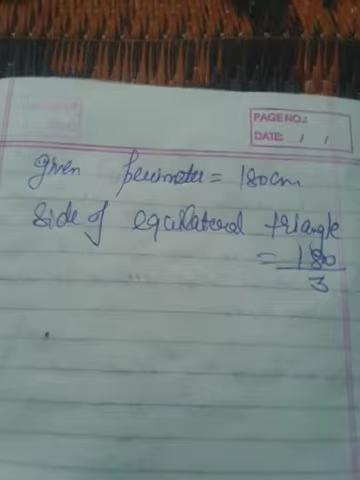 PAGE NO.:
DATE: / /
given perimeter = 180cm
side of equilateral triangle
= 180
3